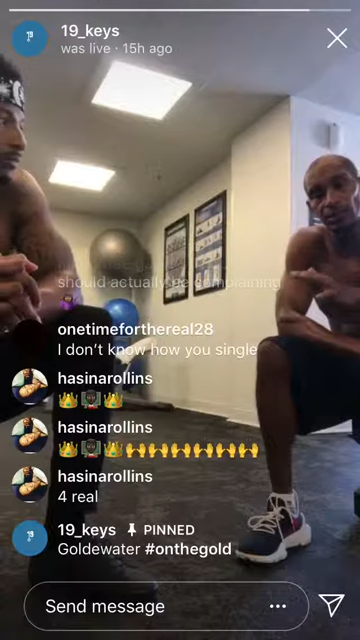 19_keys
was live · 15h ago
should actually be complaining
onetimeforthereal28
I don’t know how you single
hasinarollins
👑👨🏿‍🏫👑
hasinarollins
👑👨🏿‍🏫👑🙌🙌🙌🙌🙌🙌🙌🙌
hasinarollins
4 real
19_keys PINNED
Goldewater #onthegold
Send message